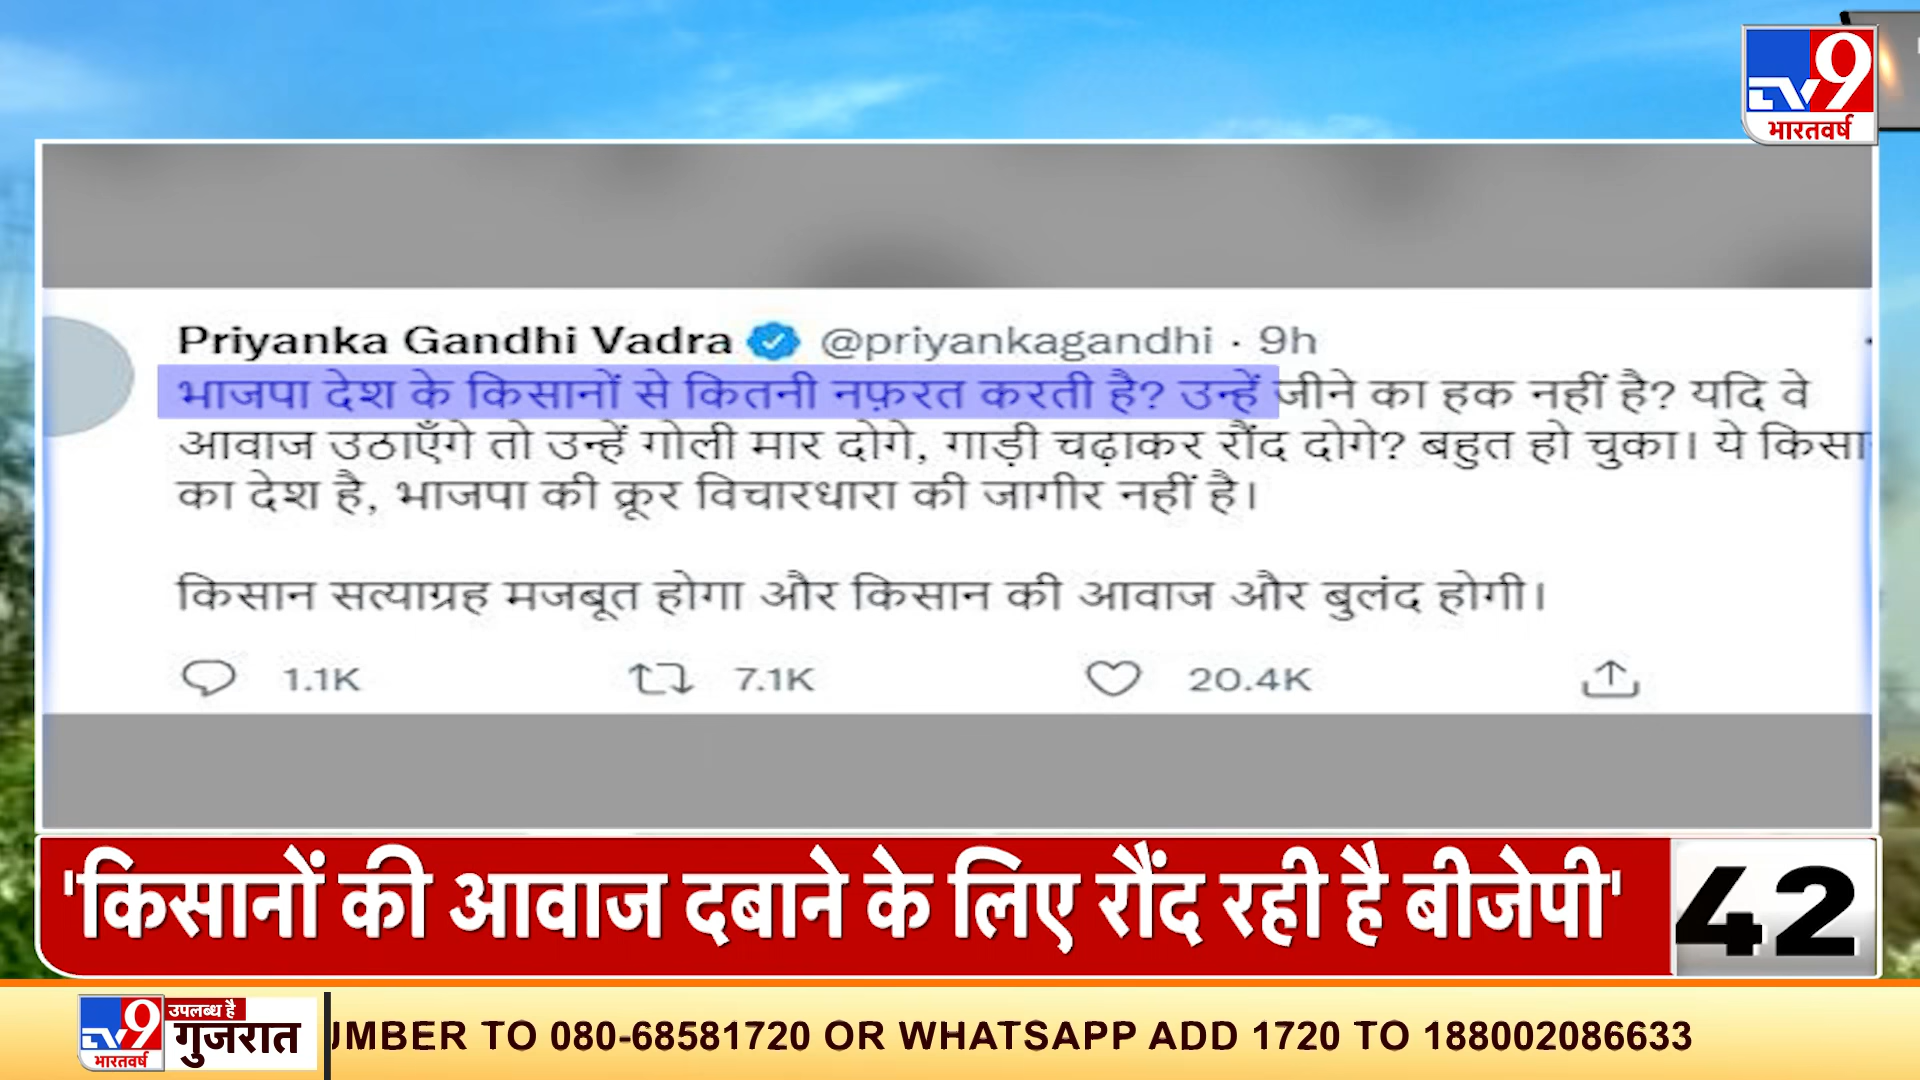 TV9
भारतवर्ष
Priyanka Gandhi Vadra @priyankagandhi · 9h
भाजपा देश के किसानों से कितनी नफ़रत करती है? उन्हें जीने का हक नहीं है? यदि वे
आवाज उठाएँगे तो उन्हें गोली मार दोगे, गाड़ी चढ़ाकर रौंद दोगे? बहुत हो चुका। ये किसा
का देश है, भाजपा की क्रूर विचारधारा की जागीर नहीं है।
किसान सत्याग्रह मजबूत होगा और किसान की आवाज और बुलंद होगी।
1.1K 7.1K 20.4K
'किसानों की आवाज दबाने के लिए रौंद रही है बीजेपी' 42
TV9 उपलब्ध है
भारतवर्ष गुजरात
UMBER TO 080-68581720 OR WHATSAPP ADD 1720 TO 188002086633